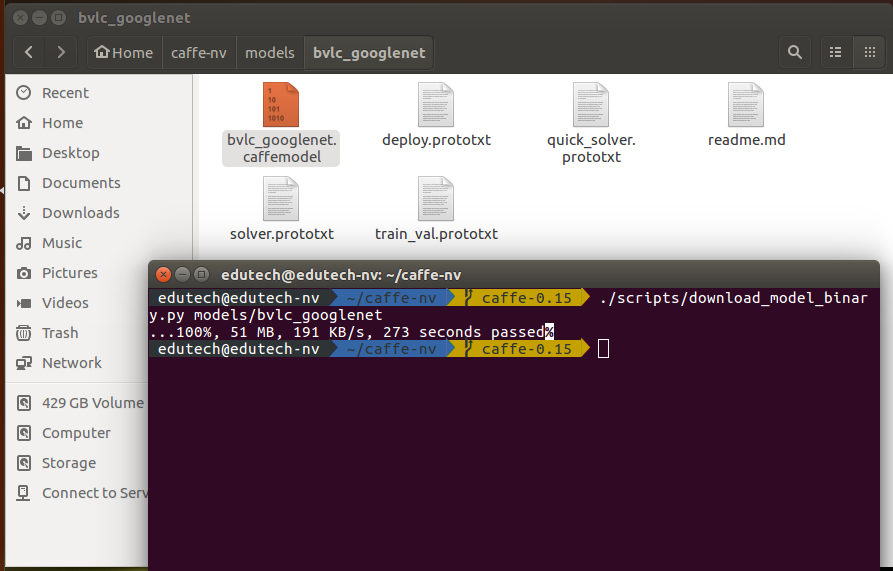 bvlc_googlenet
Home caffe-nv models bvlc_googlenet
Recent
Home
Desktop
Documents
Downloads
Music
Pictures
Videos
Trash
Network
429 GB Volume
Computer
Storage
Connect to Serv
1
10
101
1010
bvlc_googlenet.
caffemodel
deploy.prototxt
quick_solver.
prototxt
readme.md
solver.prototxt
train_val.prototxt
edutech@edutech-nv: ~/caffe-nv
edutech@edutech-nv ~/caffe-nv caffe-0.15 ./scripts/download_model_binar
y.py models/bvlc_googlenet
...100%, 51 MB, 191 KB/s, 273 seconds passed%
edutech@edutech-nv ~/caffe-nv caffe-0.15